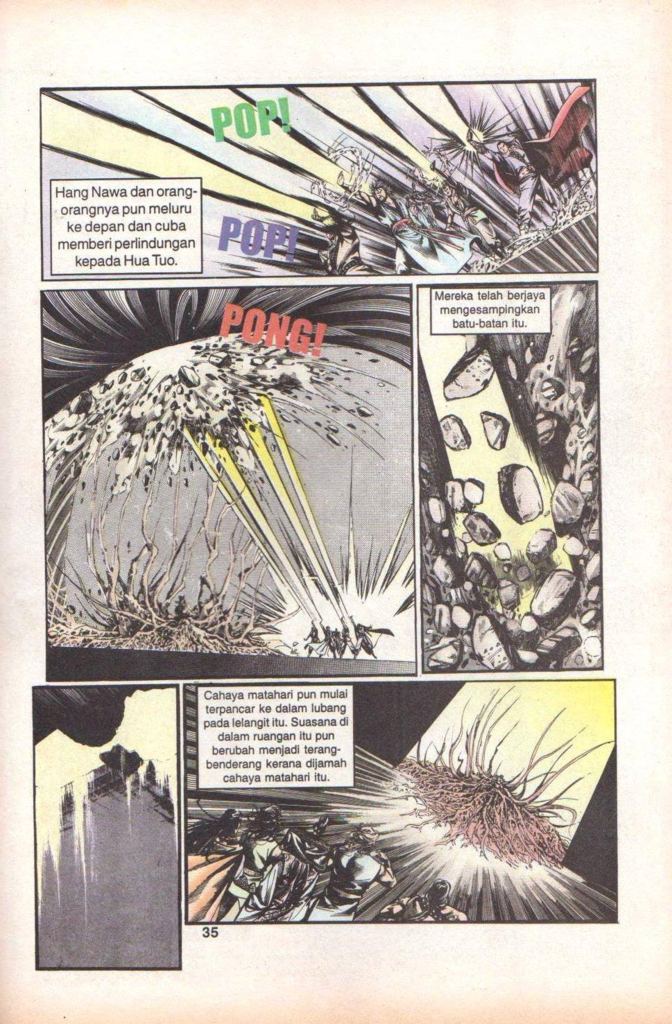 POP!
Hang Nawa dan orang-
orangnya pun meluru
ke depan dan cuba
memberi perlindungan
kepada Hua Tuo.
POP!
PONG!
Mereka telah berjaya
mengesampingkan
batu-batan itu.
Cahaya matahari pun mulai
terpancar ke dalam lubang
pada lelangit itu. Suasana di
dalam ruangan itu pun
berubah menjadi terang-
benderang kerana dijamah
cahaya matahari itu.
35